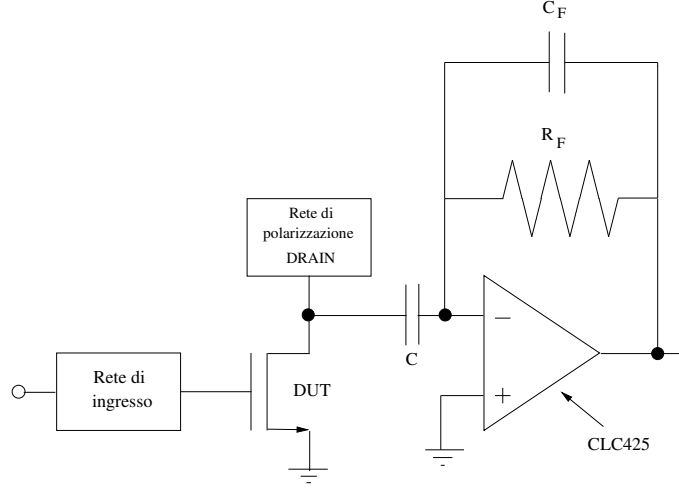 C F
R F
Rete di
polarizzazione
DRAIN
C
Rete di
ingresso
DUT
−
+
CLC425